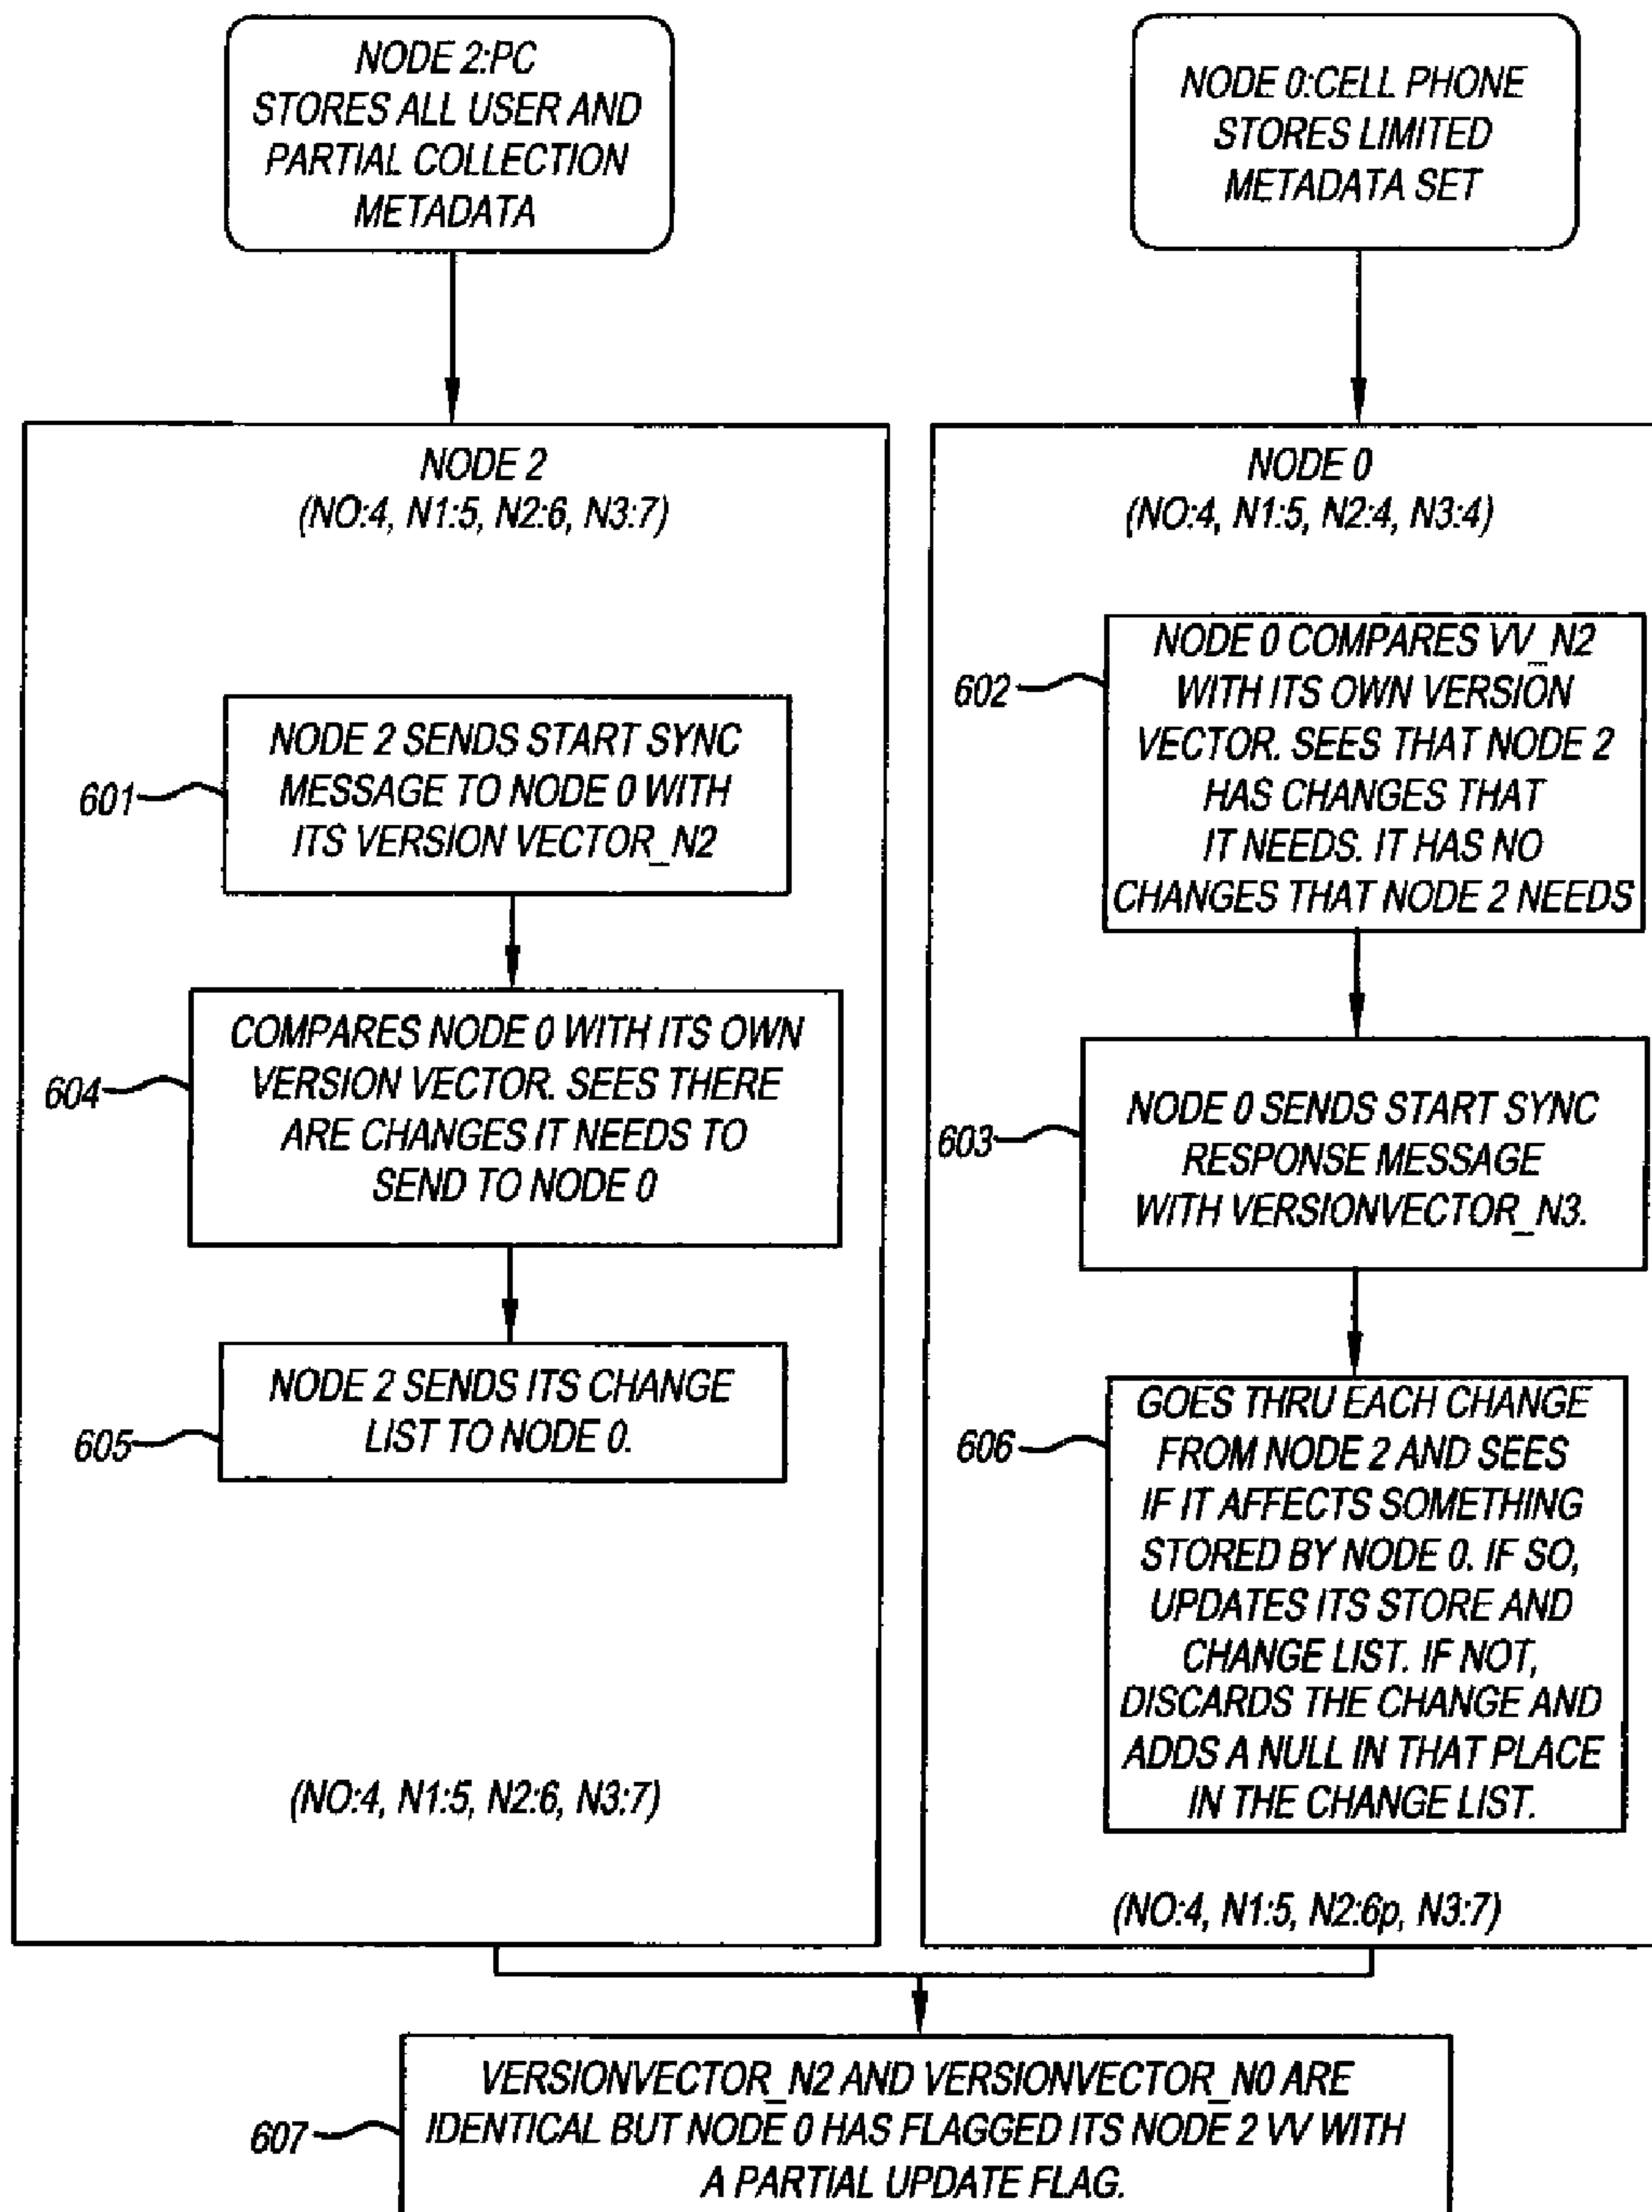 NODE 2:PC
STORES ALL USER AND
PARTIAL COLLECTION
METADATA
NODE 0:CELL PHONE
STORES LIMITED
METADATA SET
NODE 2
(NO:4, N1:5, N2:6, N3:7)
601
NODE 2 SENDS START SYNC
MESSAGE TO NODE 0 WITH
ITS VERSION VECTOR_N2
604
COMPARES NODE 0 WITH ITS OWN
VERSION VECTOR. SEES THERE
ARE CHANGES IT NEEDS TO
SEND TO NODE 0
605
NODE 2 SENDS ITS CHANGE
LIST TO NODE 0.
(NO:4, N1:5, N2:6, N3:7)
NODE 0
(NO:4, N1:5, N2:4, N3:4)
602
NODE 0 COMPARES VV_N2
WITH ITS OWN VERSION
VECTOR. SEES THAT NODE 2
HAS CHANGES THAT
IT NEEDS. IT HAS NO
CHANGES THAT NODE 2 NEEDS
603
NODE 0 SENDS START SYNC
RESPONSE MESSAGE
WITH VERSIONVECTOR_N3.
606
GOES THRU EACH CHANGE
FROM NODE 2 AND SEES
IF IT AFFECTS SOMETHING
STORED BY NODE 0. IF SO,
UPDATES ITS STORE AND
CHANGE LIST. IF NOT,
DISCARDS THE CHANGE AND
ADDS A NULL IN THAT PLACE
IN THE CHANGE LIST.
(NO:4, N1:5, N2:6p, N3:7)
607
VERSIONVECTOR_N2 AND VERSIONVECTOR_N0 ARE
IDENTICAL BUT NODE 0 HAS FLAGGED ITS NODE 2 VV WITH
A PARTIAL UPDATE FLAG.